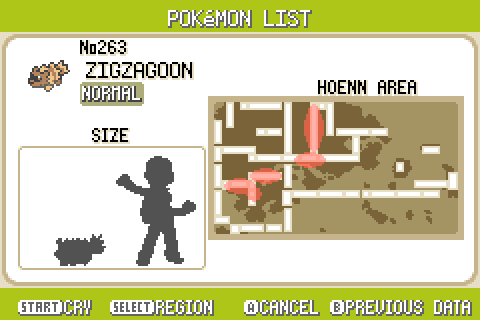 POKéMON LIST
No263
ZIGZAGOON
NORMAL
HOENN AREA
SIZE
START CRY SELECT REGION A CANCEL B PREVIOUS DATA